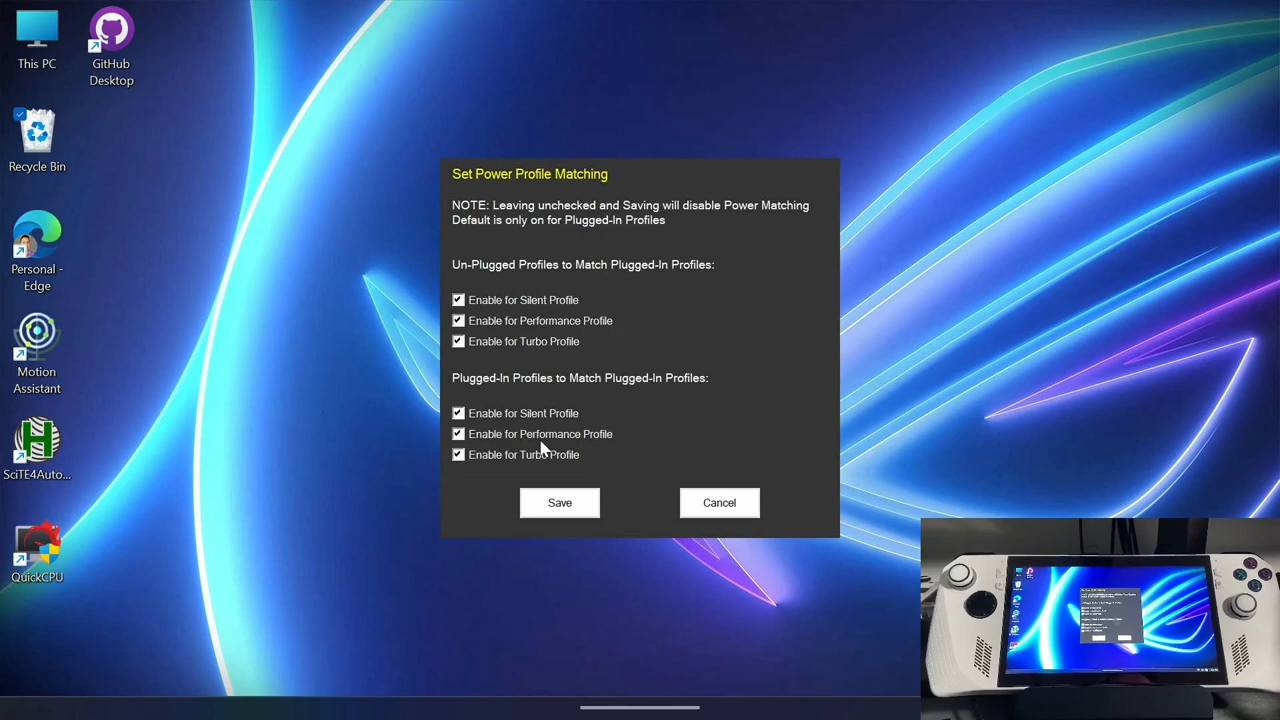 This PC
GitHub
Desktop
Recycle Bin
Personal -
Edge
Motion
Assistant
SciTE4Auto...
QuickCPU
Set Power Profile Matching
NOTE: Leaving unchecked and Saving will disable Power Matching
Default is only on for Plugged-In Profiles
Un-Plugged Profiles to Match Plugged-In Profiles:
Enable for Silent Profile
Enable for Performance Profile
Enable for Turbo Profile
Plugged-In Profiles to Match Plugged-In Profiles:
Enable for Silent Profile
Enable for Performance Profile
Enable for Turbo Profile
Save
Cancel